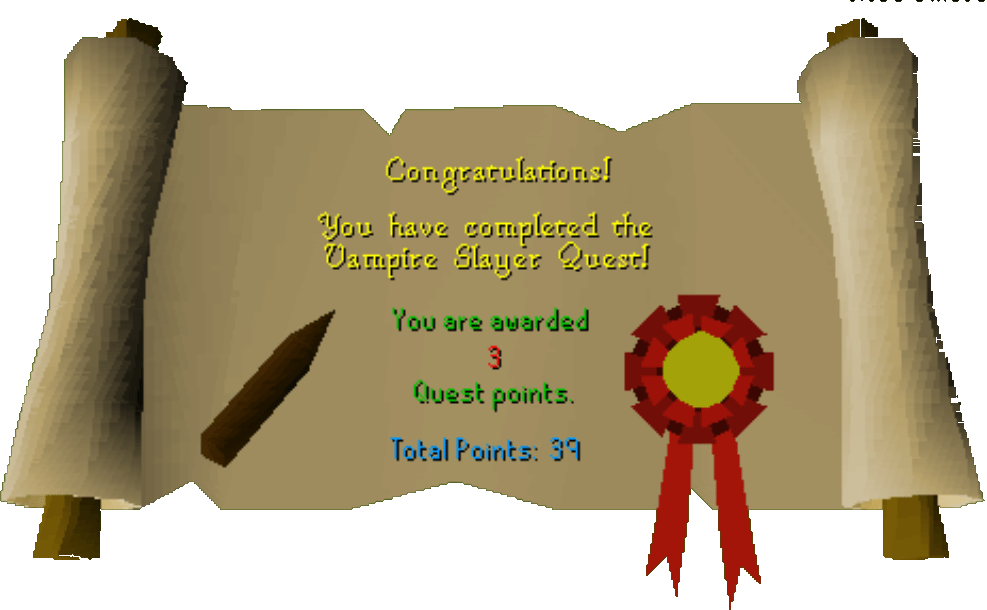 Congratulations!
You have completed the
Vampire Slayer Quest!
You are awarded
3
Quest points.
Total Points: 39